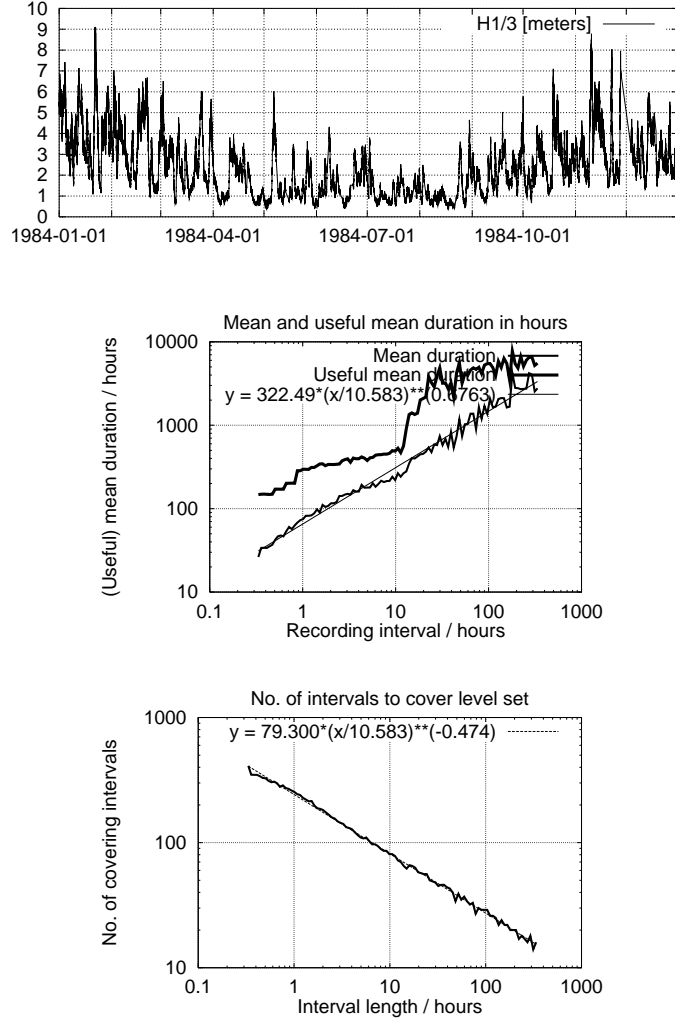 10
9
8
7
6
5
4
3
2
1
0
H1/3 [meters]
1984-01-01 1984-04-01 1984-07-01 1984-10-01
Mean and useful mean duration in hours
10000
1000
100
10
(Useful) mean duration / hours
Mean duration
Useful mean duration
y = 322.49*(x/10.583)**(0.6763)
0.1 1 10 100 1000
Recording interval / hours
No. of intervals to cover level set
1000
100
10
No. of covering intervals
y = 79.300*(x/10.583)**(-0.474)
0.1 1 10 100 1000
Interval length / hours